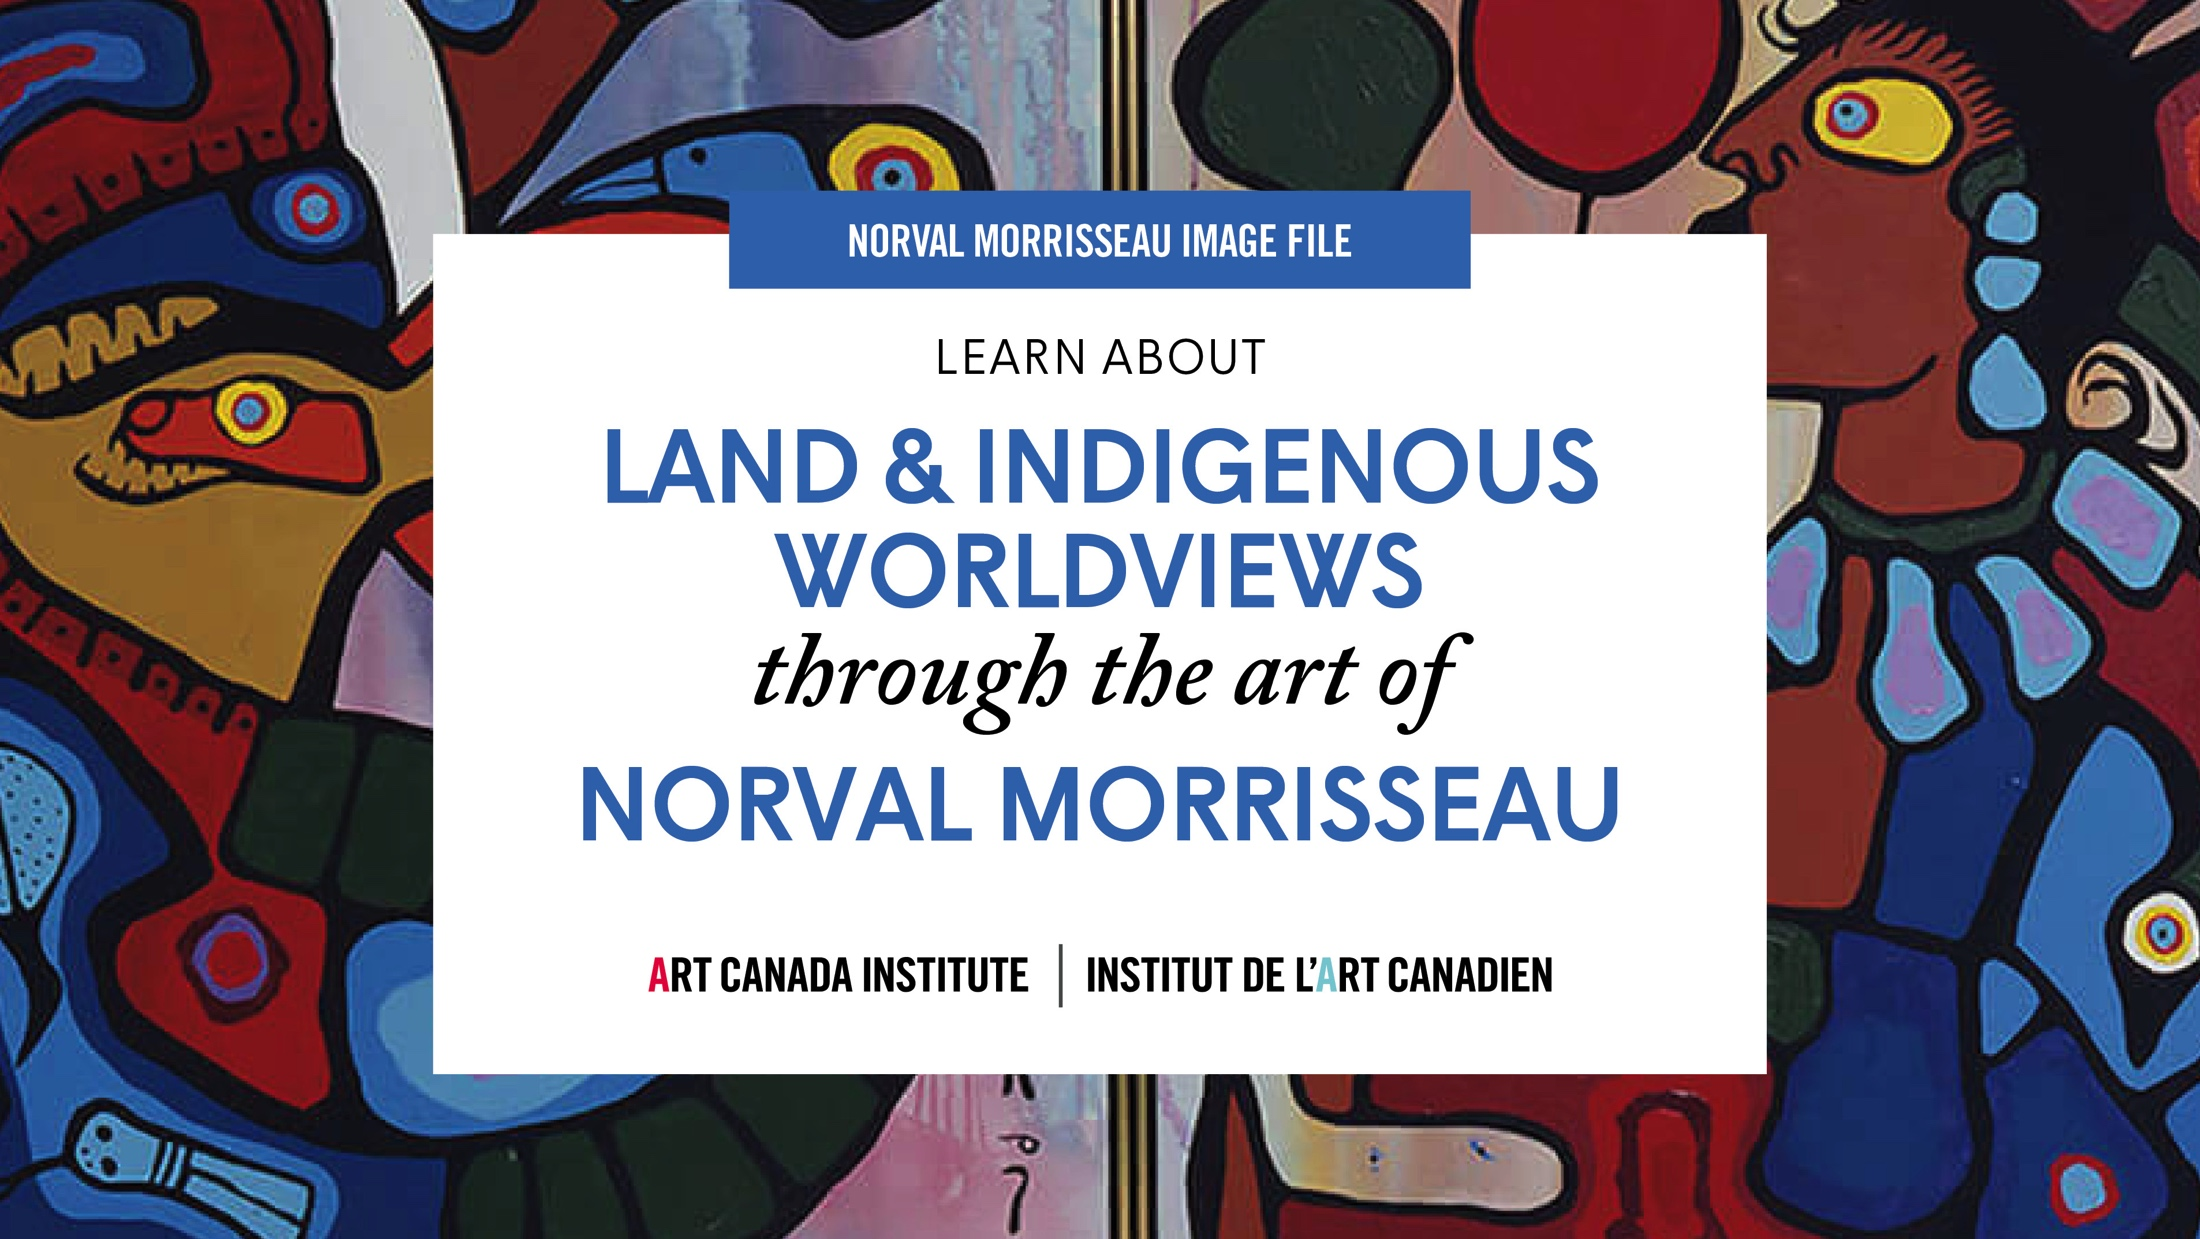 NORVAL MORRISSEAU IMAGE FILE
LEARN ABOUT
LAND & INDIGENOUS
WORLDVIEWS
through the art of
NORVAL MORRISSEAU
ART CANADA INSTITUTE | INSTITUT DE L'ART CANADIEN